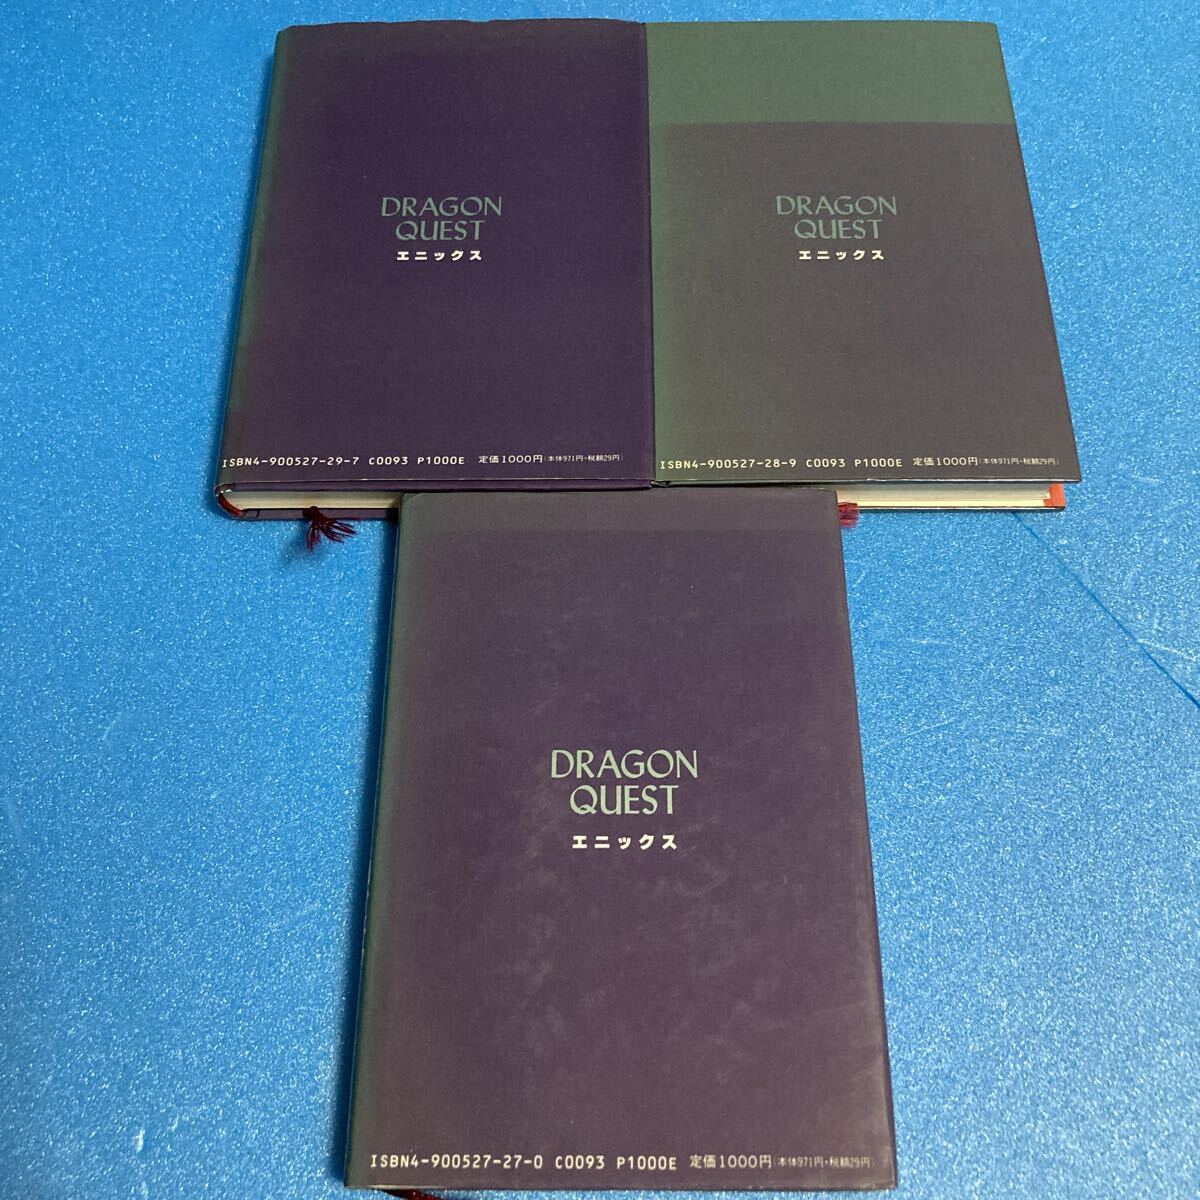 DRAGON
QUEST
エニックス
ISBN4-900527-29-7 C0093 P1000E 定価1000円(本体971円・税額29円)
DRAGON
QUEST
エニックス
ISBN4-900527-28-9 C0093 P1000E 定価1000円(本体971円・税額29円)
DRAGON
QUEST
エニックス
ISBN4-900527-27-0 C0093 P1000E 定価1000円(本体971円・税額29円)